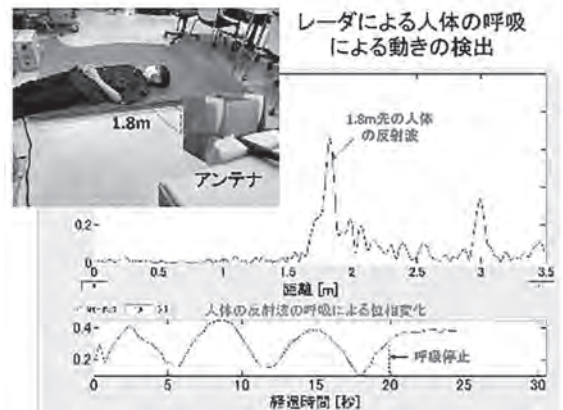 レーダによる人体の呼吸
による動きの検出
1.8m
アンテナ
1.8m先の人体
の反射波
0.2
0
0 0.5 1 1.5 2 2.5 3 3.5
距離 [m]
人体の反射波の呼吸による位相変化
0.4
0.2
呼吸停止
0 5 10 15 20 25 30
経過時間 [秒]